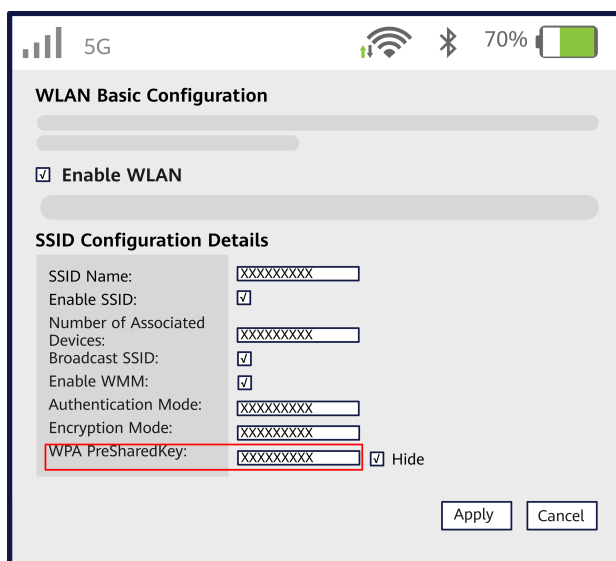 5G
70%
WLAN Basic Configuration
Enable WLAN
SSID Configuration Details
SSID Name: XXXXXXXXX
Enable SSID:
Number of Associated
Devices: XXXXXXXXX
Broadcast SSID:
Enable WMM:
Authentication Mode: XXXXXXXXX
Encryption Mode: XXXXXXXXX
WPA PreSharedKey: XXXXXXXXX Hide
Apply Cancel